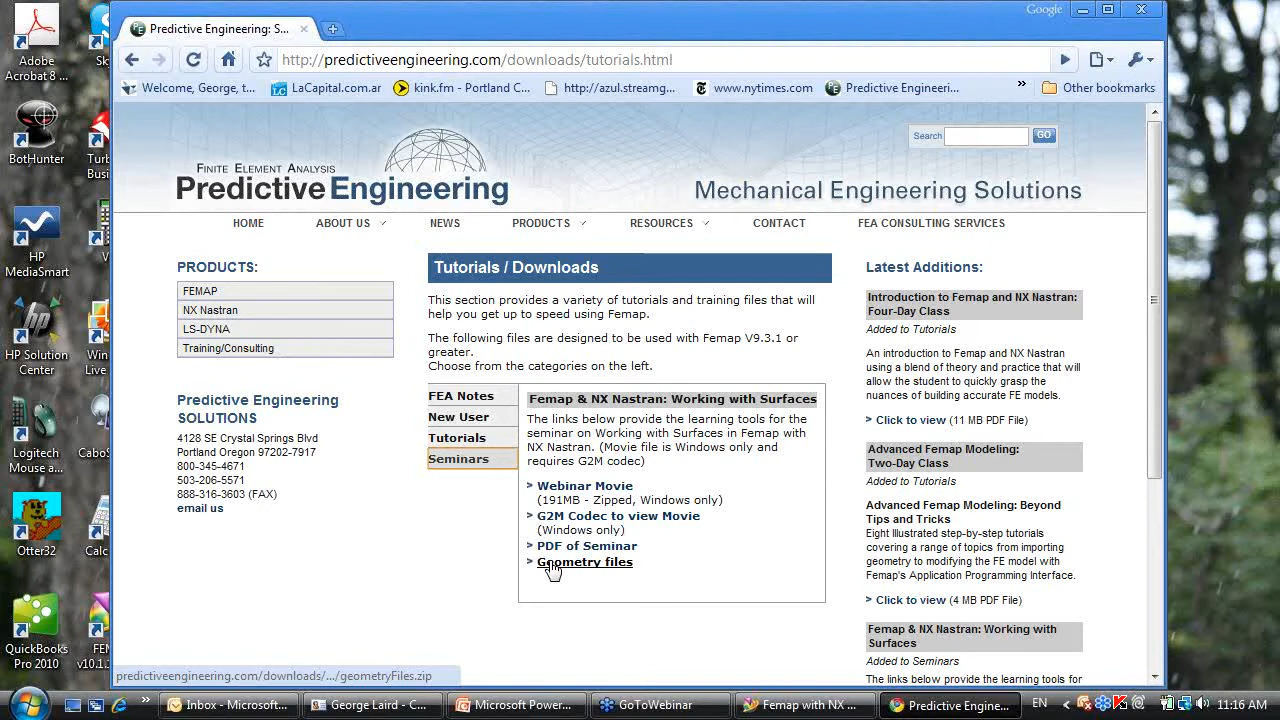 Google
Adobe
Acrobat 8 ...
Sk
BotHunter
HP
MediaSmart
HP Solution
Center
Logitech
Mouse a...
Otter32
QuickBooks
Pro 2010
Predictive Engineering: S...
http://predictiveengineering.com/downloads/tutorials.html
Welcome, George, t...
LaCapital.com.ar
kink.fm - Portland C...
http://azul.streamg...
www.nytimes.com
Predictive Engineeri...
»
Other bookmarks
Search
GO
FINITE ELEMENT ANALYSIS
Predictive Engineering
Mechanical Engineering Solutions
HOME
ABOUT US
NEWS
PRODUCTS
RESOURCES
CONTACT
FEA CONSULTING SERVICES
PRODUCTS:
FEMAP
NX Nastran
LS-DYNA
Training/Consulting
Predictive Engineering
SOLUTIONS
4128 SE Crystal Springs Blvd
Portland Oregon 97202-7917
800-345-4671
503-206-5571
888-316-3603 (FAX)
email us
Tutorials / Downloads
This section provides a variety of tutorials and training files that will
help you get up to speed using Femap.
The following files are designed to be used with Femap V9.3.1 or
greater.
Choose from the categories on the left.
FEA Notes
New User
Tutorials
Seminars
Femap & NX Nastran: Working with Surfaces
The links below provide the learning tools for the
seminar on Working with Surfaces in Femap with
NX Nastran. (Movie file is Windows only and
requires G2M codec)
> Webinar Movie
(191MB - Zipped, Windows only)
> G2M Codec to view Movie
(Windows only)
> PDF of Seminar
> Geometry files
Latest Additions:
Introduction to Femap and NX Nastran:
Four-Day Class
Added to Tutorials
An introduction to Femap and NX Nastran
using a blend of theory and practice that will
allow the student to quickly grasp the
nuances of building accurate FE models.
> Click to view (11 MB PDF File)
Advanced Femap Modeling:
Two-Day Class
Added to Tutorials
Advanced Femap Modeling: Beyond
Tips and Tricks
Eight Illustrated step-by-step tutorials
covering a range of topics from importing
geometry to modifying the FE model with
Femap's Application Programming Interface.
> Click to view (4 MB PDF File)
Femap & NX Nastran: Working with
Surfaces
Added to Seminars
The links below provide the learning tools for
predictiveengineering.com/downloads/.../geometryFiles.zip
»
Inbox - Microsoft...
George Laird - C...
Microsoft Power...
GoToWebinar
Femap with NX ...
Predictive Engine...
EN
11:16 AM